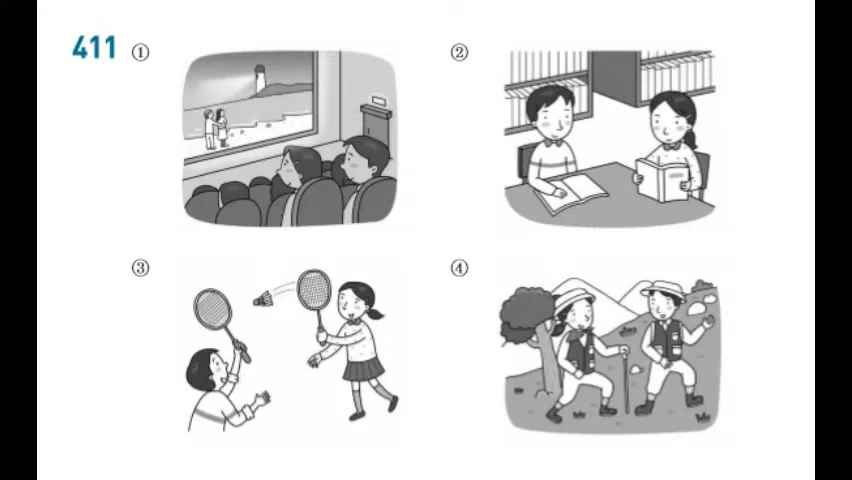 411 ①
②
③
④